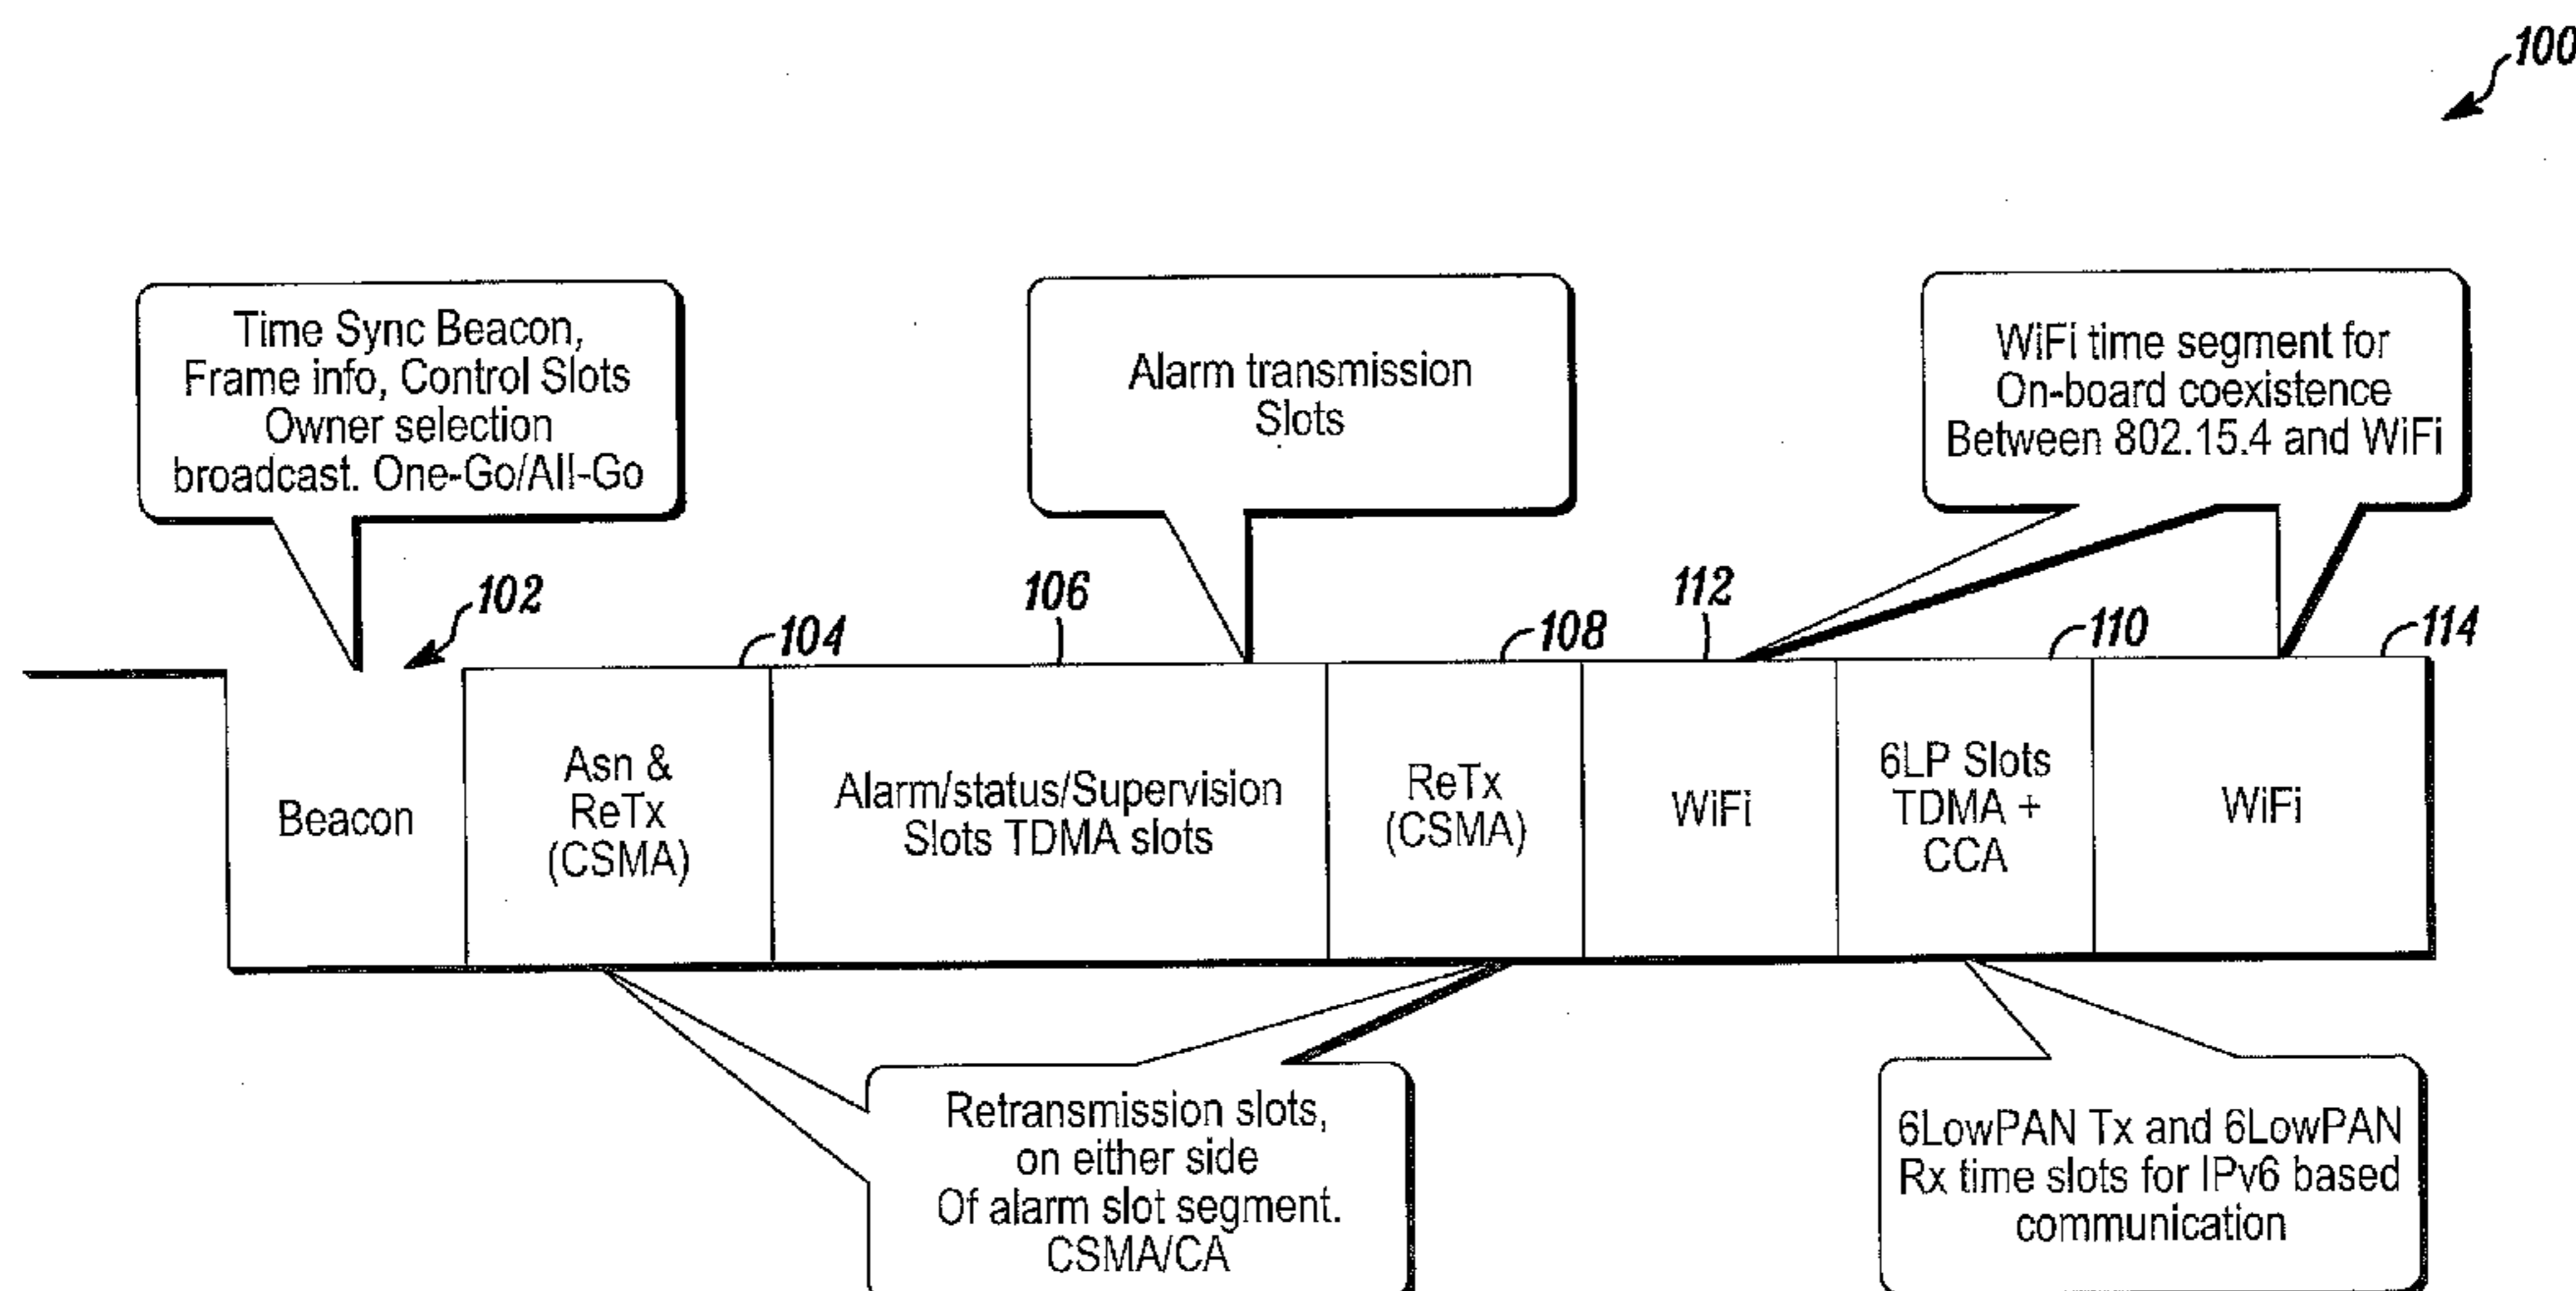 100
Time Sync Beacon,
Frame info, Control Slots
Owner selection
broadcast. One-Go/All-Go
Alarm transmission
Slots
WiFi time segment for
On-board coexistence
Between 802.15.4 and WiFi
102
104
106
108
112
110
114
Beacon
Asn &
ReTx
(CSMA)
Alarm/status/Supervision
Slots TDMA slots
ReTx
(CSMA)
WiFi
6LP Slots
TDMA +
CCA
WiFi
Retransmission slots,
on either side
Of alarm slot segment.
CSMA/CA
6LowPAN Tx and 6LowPAN
Rx time slots for IPv6 based
communication